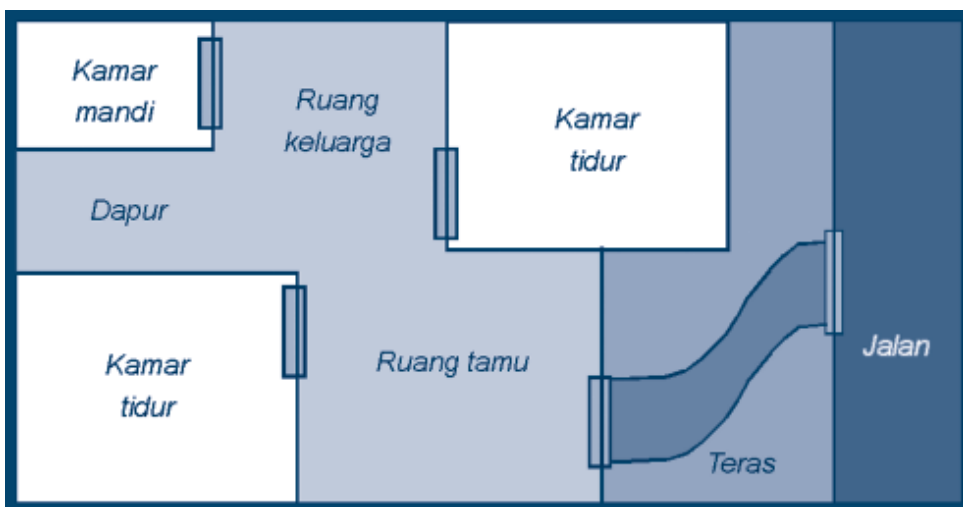 Kamar
mandi
Ruang
keluarga
Kamar
tidur
Dapur
Kamar
tidur
Ruang tamu
Jalan
Teras